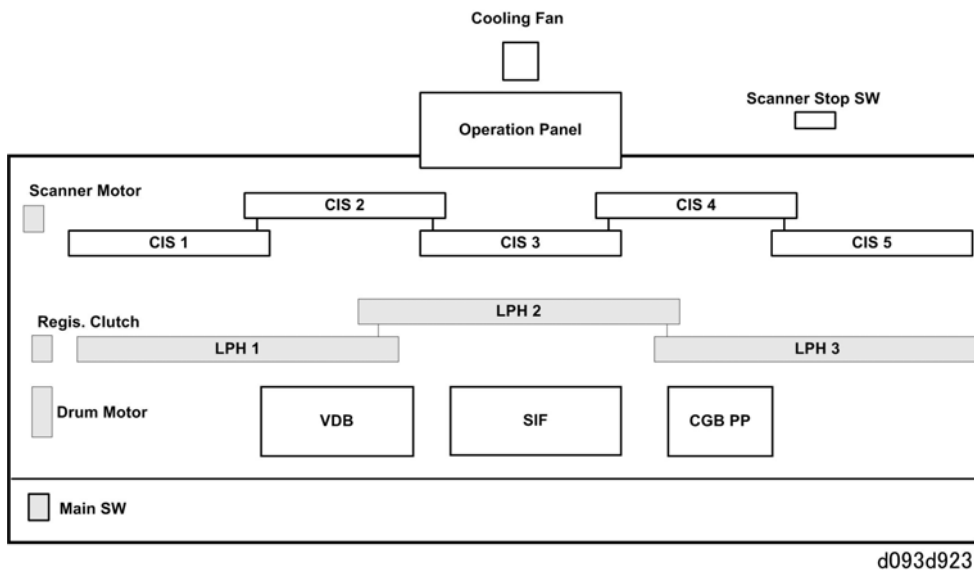 Cooling Fan
Scanner Stop SW
Operation Panel
Scanner Motor
CIS 2
CIS 4
CIS 1
CIS 3
CIS 5
LPH 2
Regis. Clutch
LPH 1
LPH 3
Drum Motor
VDB
SIF
CGB PP
Main SW
d093d923